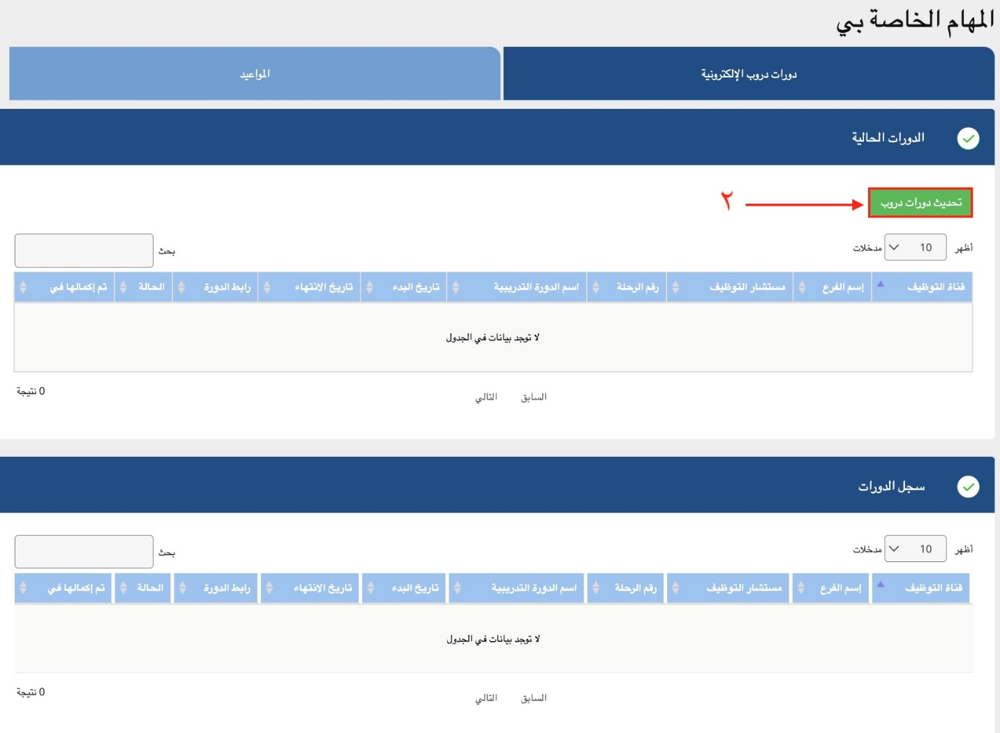 المهام الخاصة بي
دورات دروب الإلكترونية
المواعيد
الدورات الحالية
تحديث دورات دروب
٢
أظهر 10 مدخلات
بحث
قناة التوظيف إسم الفرع مستشار التوظيف رقم الرحلة اسم الدورة التدريبية تاريخ البدء تاريخ الانتهاء رابط الدورة الحالة تم إكمالها في
لا توجد بيانات في الجدول
السابق التالي
0 نتيجة
سجل الدورات
أظهر 10 مدخلات
بحث
قناة التوظيف إسم الفرع مستشار التوظيف رقم الرحلة اسم الدورة التدريبية تاريخ البدء تاريخ الانتهاء رابط الدورة الحالة تم إكمالها في
لا توجد بيانات في الجدول
السابق التالي
0 نتيجة